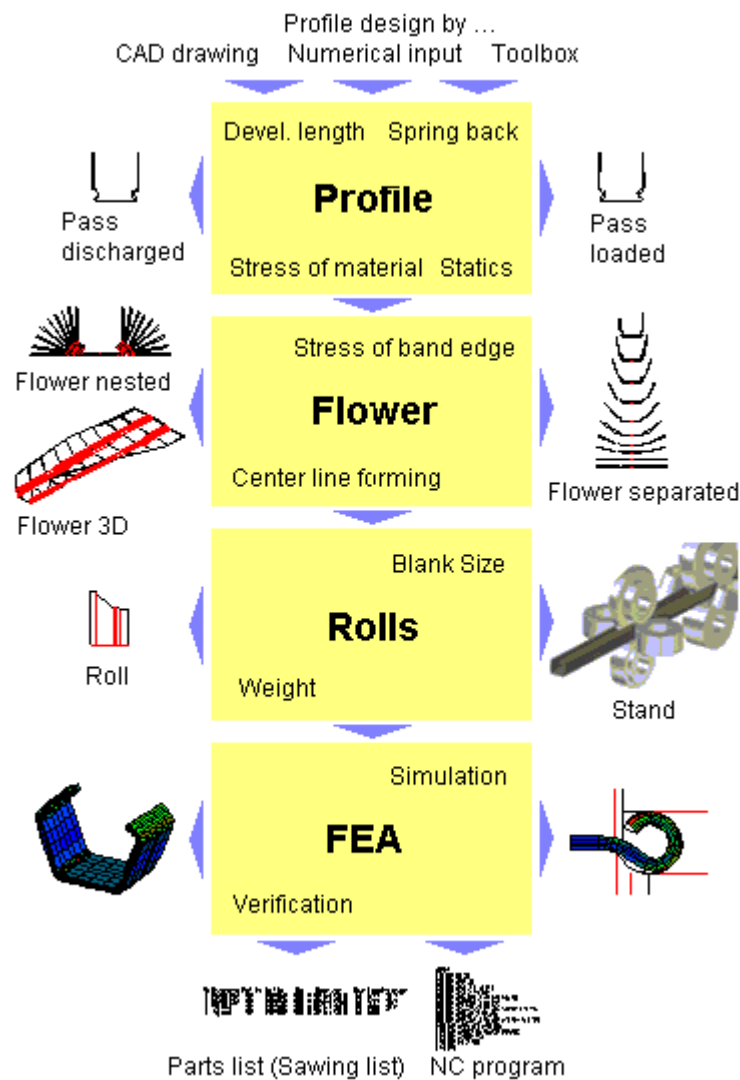 Profile design by ...
CAD drawing Numerical input Toolbox
Devel. length Spring back
Profile
Pass
discharged
Pass
loaded
Stress of material Statics
Flower nested
Stress of band edge
Flower
Center line forming
Flower 3D
Flower separated
Blank Size
Rolls
Roll
Weight
Stand
Simulation
FEA
Verification
Parts list (Sawing list) NC program